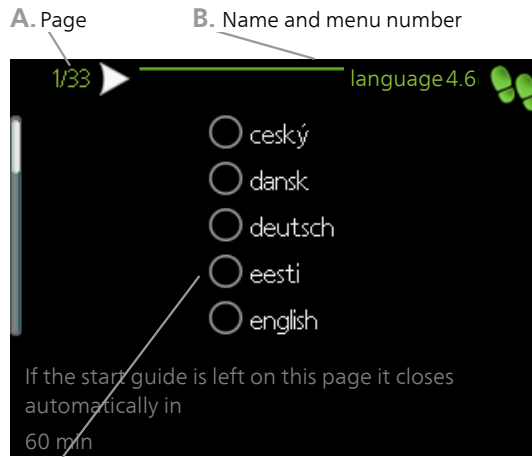 A. Page
B. Name and menu number
1/33
language 4.6
ceský
dansk
deutsch
eesti
english
If the start guide is left on this page it closes
automatically in
60 min